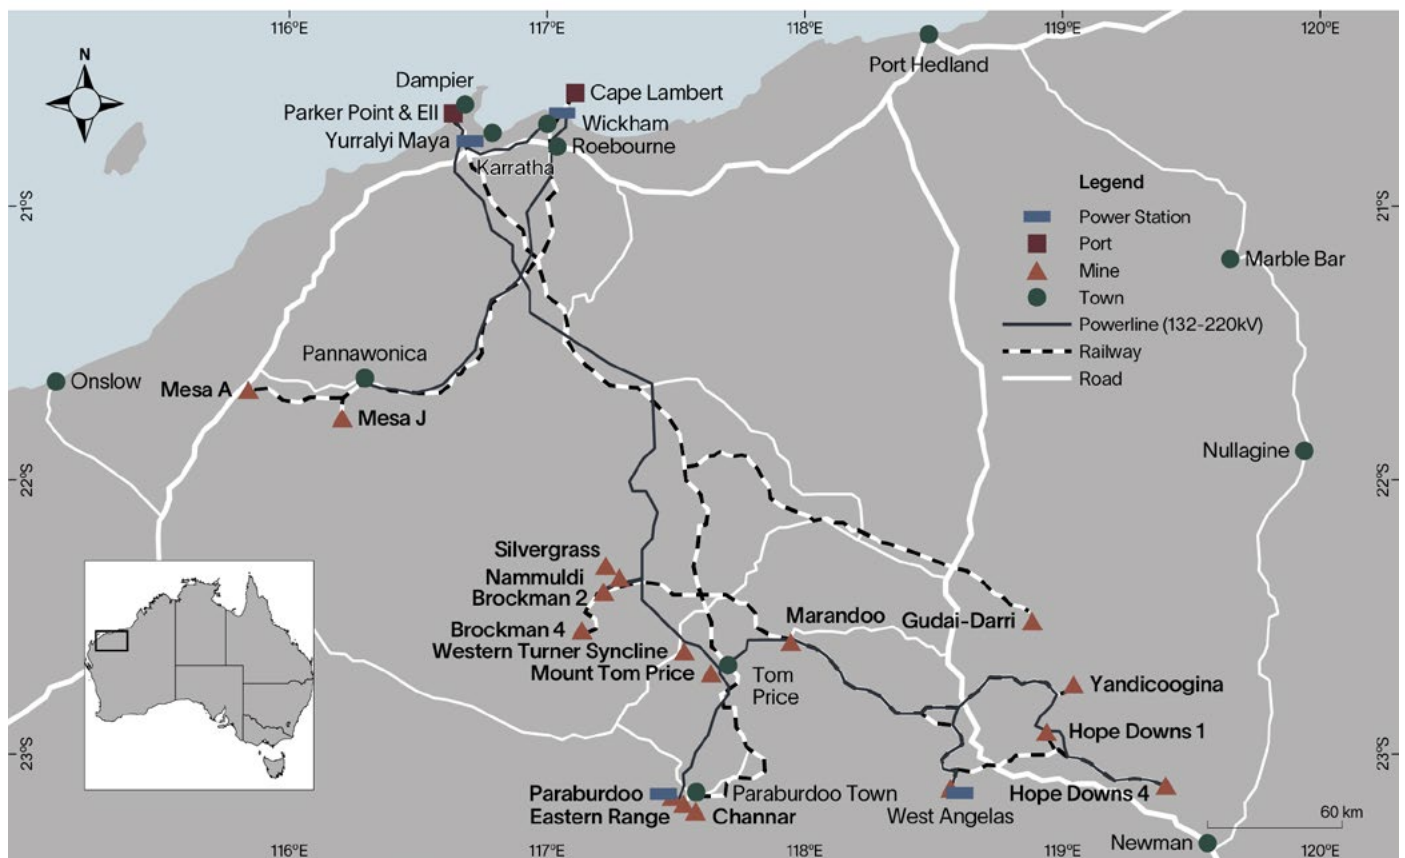 116°E
117°E
118°E
119°E
120°E
N
Port Hedland
Dampier
Cape Lambert
Parker Point & EII
Wickham
Yurralyi Maya
Roebourne
Karratha
21°S
21°S
Legend
Power Station
Port
Mine
Town
Powerline (132-220kV)
Railway
Road
Marble Bar
Pannawonica
Onslow
Mesa A
Mesa J
Nullagine
22°S
22°S
Silvergrass
Nammuldi
Brockman 2
Marandoo
Gudai-Darri
Brockman 4
Western Turner Syncline
Mount Tom Price
Tom
Price
Yandicoogina
Hope Downs 1
23°S
23°S
Paraburdoo
Paraburdoo Town
Hope Downs 4
Eastern Range
Channar
West Angelas
60 km
Newman
116°E
117°E
118°E
119°E
120°E